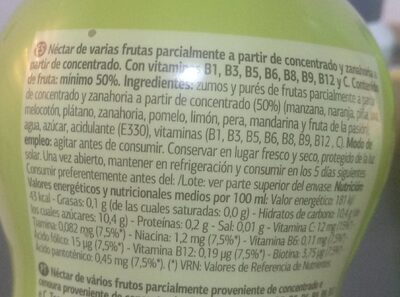 E Néctar de varias frutas parcialmente a partir de concentrado y zanahoria a
partir de concentrado. Con vitaminas B1, B3, B5, B6, B8, B9, B12 y C. Contenido
de fruta: mínimo 50%. Ingredientes: zumos y purés de frutas parcialmente a partir
de concentrado y zanahoria a partir de concentrado (50%) (manzana, naranja, piña,
melocotón, plátano, zanahoria, pomelo, limón, pera, mandarina y fruta de la pasión),
agua, azúcar, acidulante (E330), vitaminas (B1, B3, B5, B6, B8, B9, B12, C). Modo de
empleo: agitar antes de consumir. Conservar en lugar fresco y seco, protegido de la luz
solar. Una vez abierto, mantener en refrigeración y consumir en los 5 días siguientes.
Consumir preferentemente antes del: /Lote: ver parte superior del envase. Nutrición
Valores energéticos y nutricionales medios por 100 ml: Valor energético: 181 kJ
43 kcal - Grasas: 0,1 g (de las cuales saturadas: 0,0 g) - Hidratos de carbono: 10,4 g
(de los cuales azúcares: 10,4 g) - Proteínas: 0,2 g - Sal: 0,01 g - Vitamina C: 12 mg (15%*)
Tiamina: 0,082 mg (7,5%*) - Niacina: 1,2 mg (7,5%*) - Vitamina B6: 0,11 mg (7,5%*)
Ácido fólico: 15 µg (7,5%*) - Vitamina B12: 0,19 µg (7,5%*) - Biotina: 3,75 µg (7,5%*)
Ácido pantoténico: 0,45 mg (7,5%*). (*) VRN: Valores de Referencia de Nutrientes.
Néctar de vários frutos parcialmente proveniente de concentrado e
cenoura proveniente de